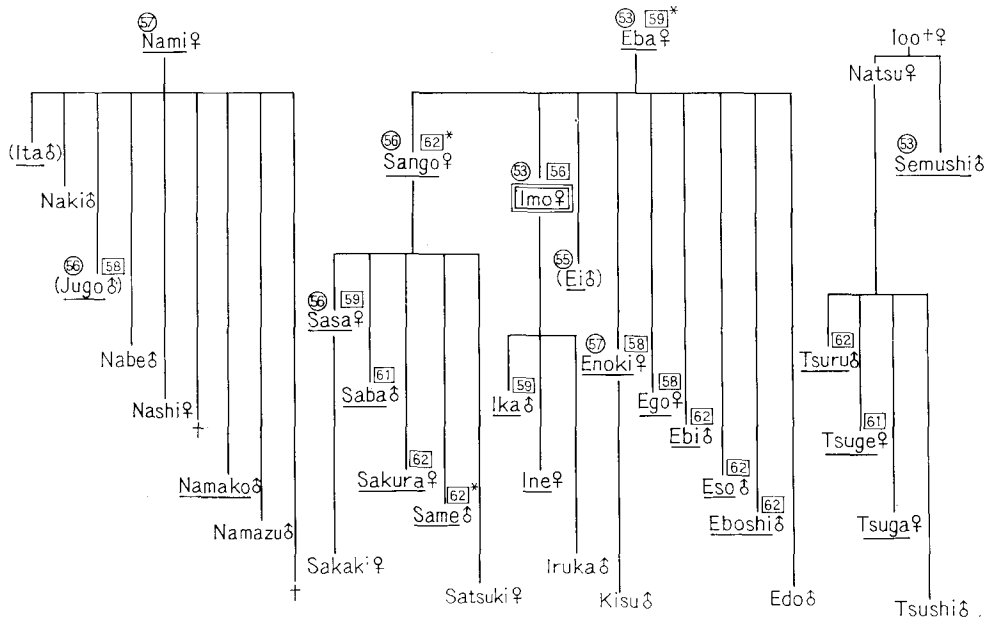 57 53 59*
Nami♀ Eba♀ Ioo†♀
Natsu♀
56 62* 53
(Ita♂) Sango♀ Semushi♂
53 56
Naki♂ Imo♀
56 58 55
(Jugo♂) (Ei♂)
56 59
Sasa♀
57 58 62
Nabe♂ Enoki♀ Tsuru♂
61 59 58
Saba♂ Ika♂ Ego♀
Nashi♀
62 61
† Ebi♂ Tsuge♀
62 62
Namako♂ Sakura♀ Ine♀ Eso♂
62* 62
Same♂ Eboshi♂ Tsuga♀
Namazu♂
Sakaki♀ Iruka♂
† Satsuki♀ Kisu♂ Edo♂ Tsushi♂